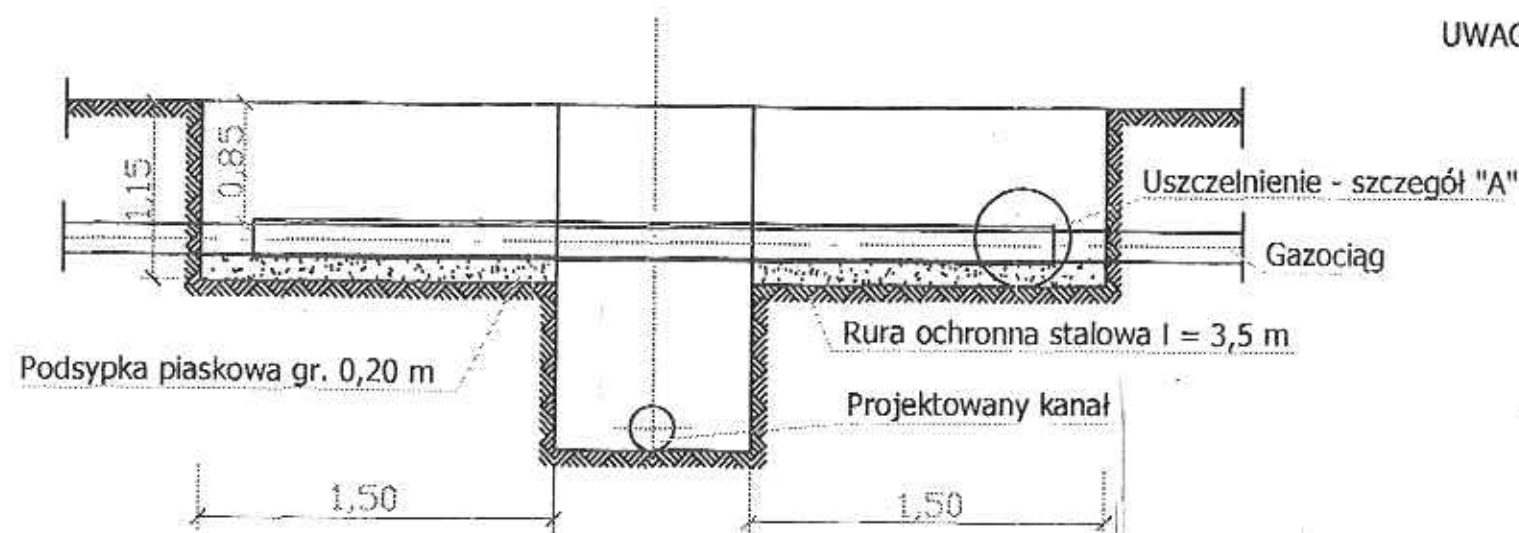 UWAG
1,15
0,85
Uszczelnienie - szczegół "A"
Gazociąg
Rura ochronna stalowa l = 3,5 m
Podsypka piaskowa gr. 0,20 m
Projektowany kanał
1,50
1,50